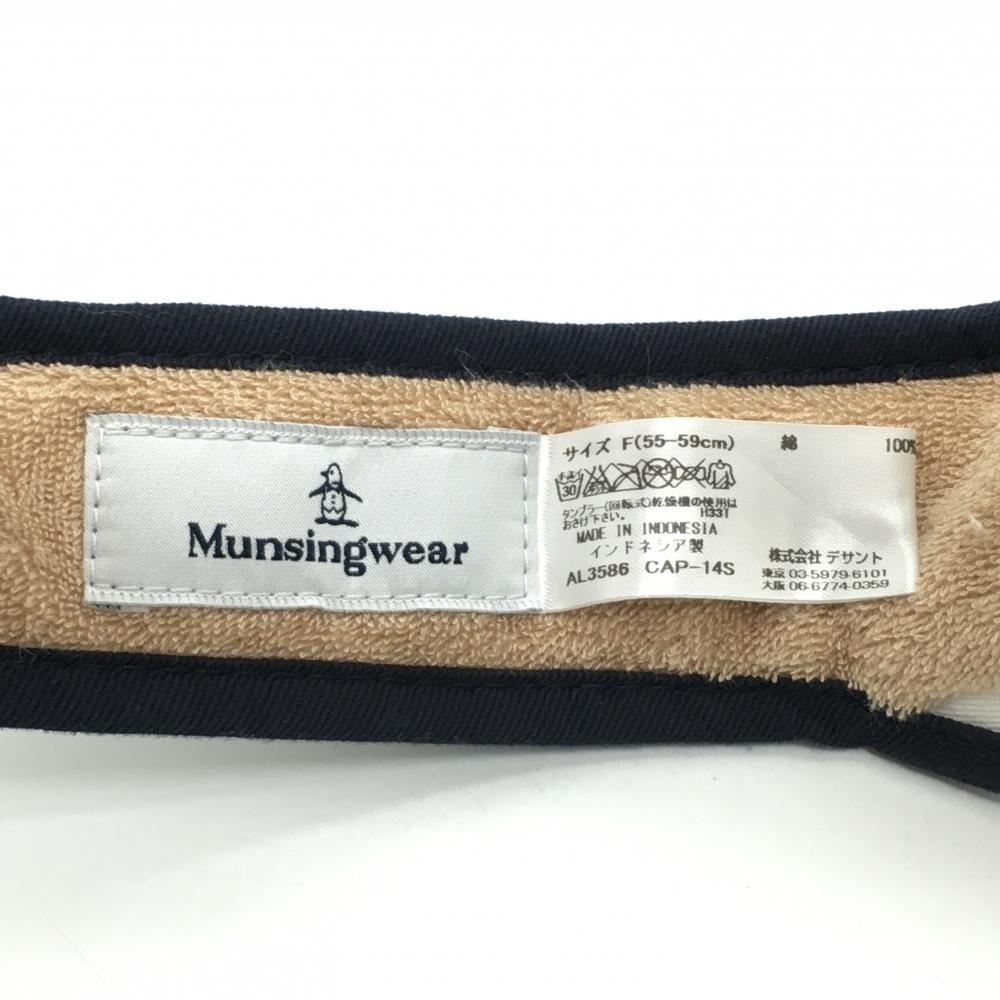 Munsingwear
サイズ F(55-59cm) 綿 100%
30
タンブラー(回転式)乾燥機の使用は
おさけ下さい。 H331
MADE IN INDONESIA
インドネシア製
AL3586 CAP-14S
株式会社 デサント
東京 03-5979-6101
大阪 06-6774-0359